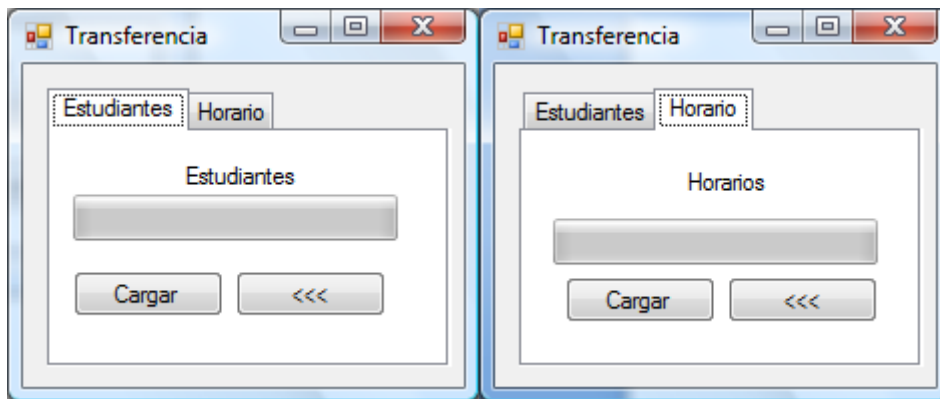 Transferencia
Estudiantes Horario
Estudiantes
Cargar <<<
Transferencia
Estudiantes Horario
Horarios
Cargar <<<